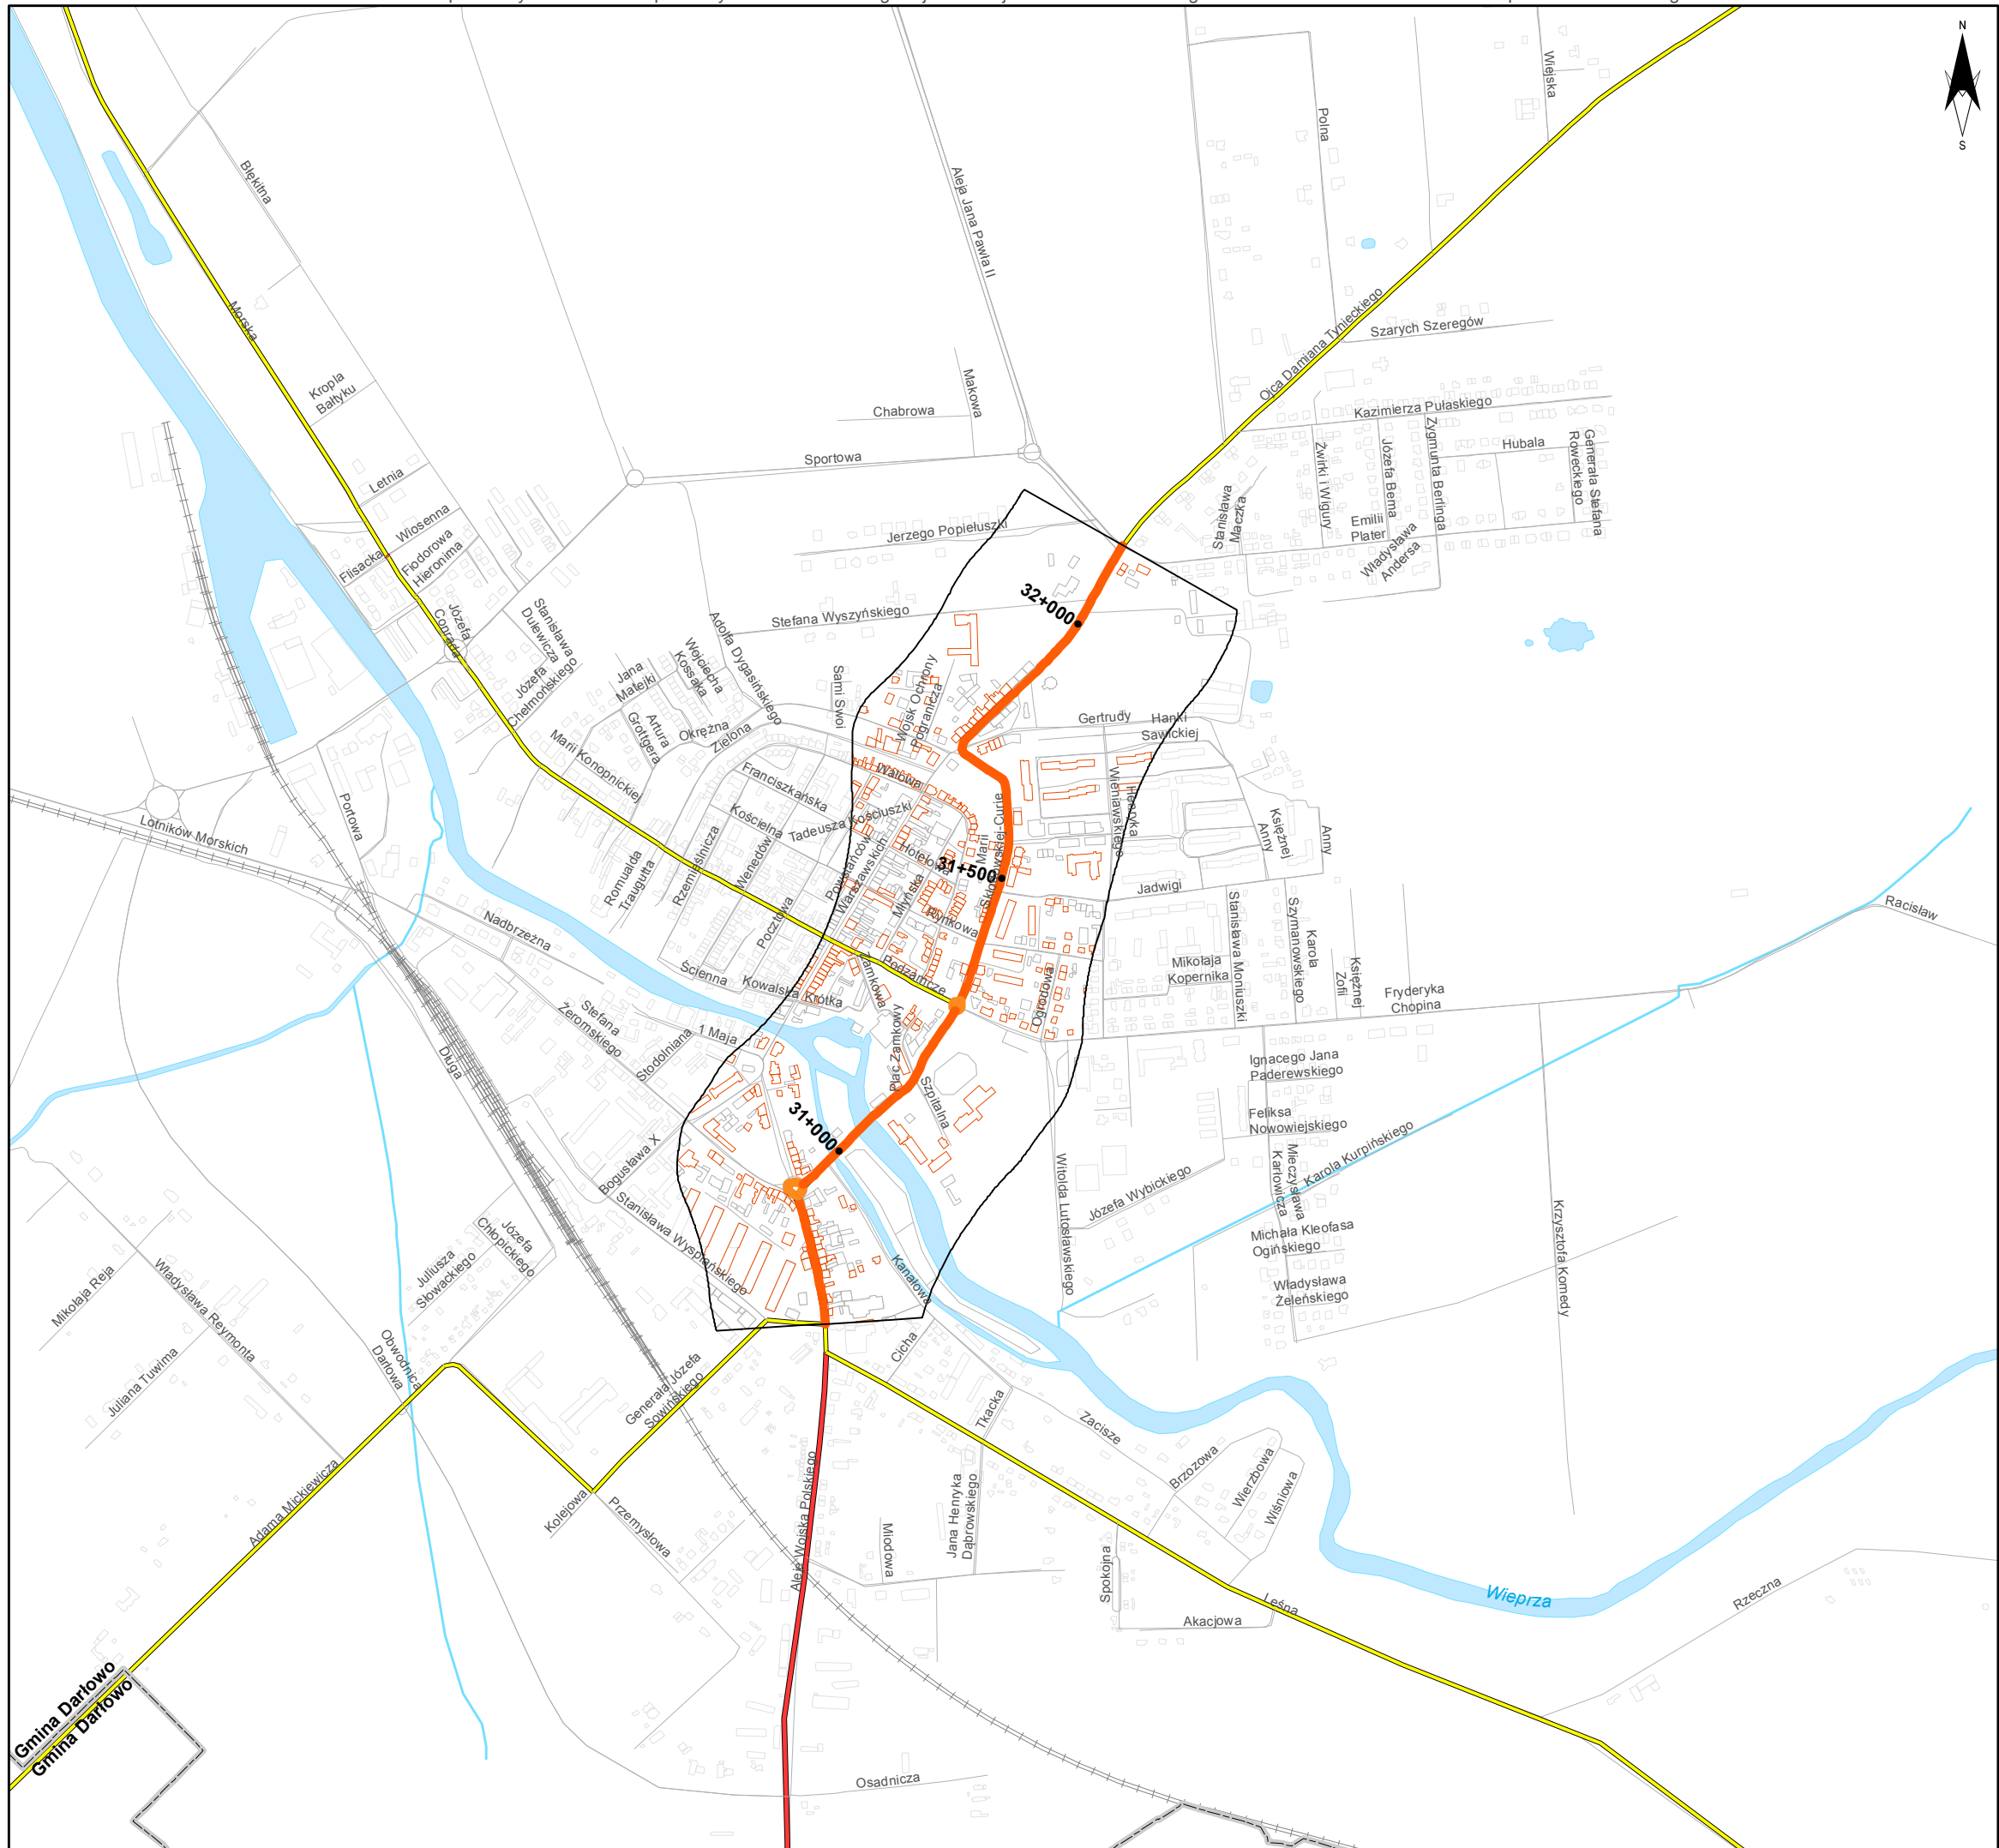 N
S
Wiejska
Polna
Błękitna
Aleja Jana Pawła II
Morska
Ojca Damiana Tynieckiego
Szarych Szeregów
Kropla
Bałtyku
Makowa
Chabrowa
Kazimierza Pułaskiego
Sportowa
Hubala
Żwirki i Wigury
Józefa Bema
Zygmunta Berlinga
Generała Stefana
Roweckiego
Letnia
Wiosenna
Flisacka
Fiodorowa
Hieronima
Jerzego Popiełuszki
Stanisława
Maczka
Emilii
Plater
Władysława
Andersa
Józefa
Conrada
Stanisława
Dulewicza
Józefa
Chełmońskiego
32+000
Stefana Wyszyńskiego
Adolfa Dygasińskiego
Wojciecha
Kossaka
Jana
Matejki
Artura
Grottgera
Okrężna
Zielona
Sami Swoi
Wojsk Ochrony
Pogranicza
Gertrudy
Hanki
Sawickiej
Marii Konopnickiej
Franciszkańska
Wałowa
Kościelna
Tadeusza Kościuszki
Henryka
Wieniawskiego
Księżnej
Anny
Anny
Portowa
Lotników Morskich
Romualda
Traugutta
Rzemieślnicza
Wenedów
Powstańców
Warszawskich
Hotelowa
Młyńska
Marii
Skłodowskiej-Curie
31+500
Jadwigi
Rynkowa
Pocztowa
Nadbrzeżna
Ścienna
Kowalska
Krótka
Zamkowa
Podzamcze
Ogrodowa
Mikołaja
Kopernika
Stanisława Moniuszki
Karola
Szymanowskiego
Księżnej
Zofii
Fryderyka
Chopina
Racisław
Stefana
Żeromskiego
1 Maja
Stodolniana
Długa
Plac Zamkowy
Szpitalna
31+000
Ignacego Jana
Paderewskiego
Feliksa
Nowowiejskiego
Karola Kurpińskiego
Mieczysława
Karłowicza
Józefa Wybickiego
Witolda Lutosławskiego
Michała Kleofasa
Ogińskiego
Władysława
Żeleńskiego
Krzysztofa Komedy
Bogusława X
Stanisława Wyspiańskiego
Kanałowa
Józefa
Chłopickiego
Juliusza
Słowackiego
Mikołaja Reja
Władysława Reymonta
Juliana Tuwima
Obwodnica
Darłowa
Generała Józefa
Sowińskiego
Cicha
Tkacka
Zacisze
Brzozowa
Wierzbowa
Wiśniowa
Adama Mickiewicza
Kolejowa
Przemysłowa
Aleje Wojska Polskiego
Miodowa
Jana Henryka
Dąbrowskiego
Spokojna
Akacjowa
Leśna
Wieprza
Rzeczna
Gmina Darłowo
Gmina Darłowo
Osadnicza